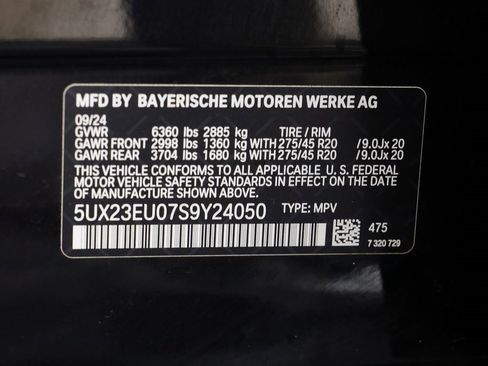 MFD BY BAYERISCHE MOTOREN WERKE AG
09/24
GVWR 6360 lbs 2885 kg TIRE / RIM
GAWR FRONT 2998 lbs 1360 kg WITH 275/45 R20 / 9.0Jx 20
GAWR REAR 3704 lbs 1680 kg WITH 275/45 R20 / 9.0Jx 20
THIS VEHICLE CONFORMS TO ALL APPLICABLE U. S. FEDERAL
MOTOR VEHICLE SAFETY STANDARDS IN EFFECT ON THE DATE OF
MANUFACTURE SHOWN ABOVE.
5UX23EU07S9Y24050 TYPE: MPV
475
7 320 729